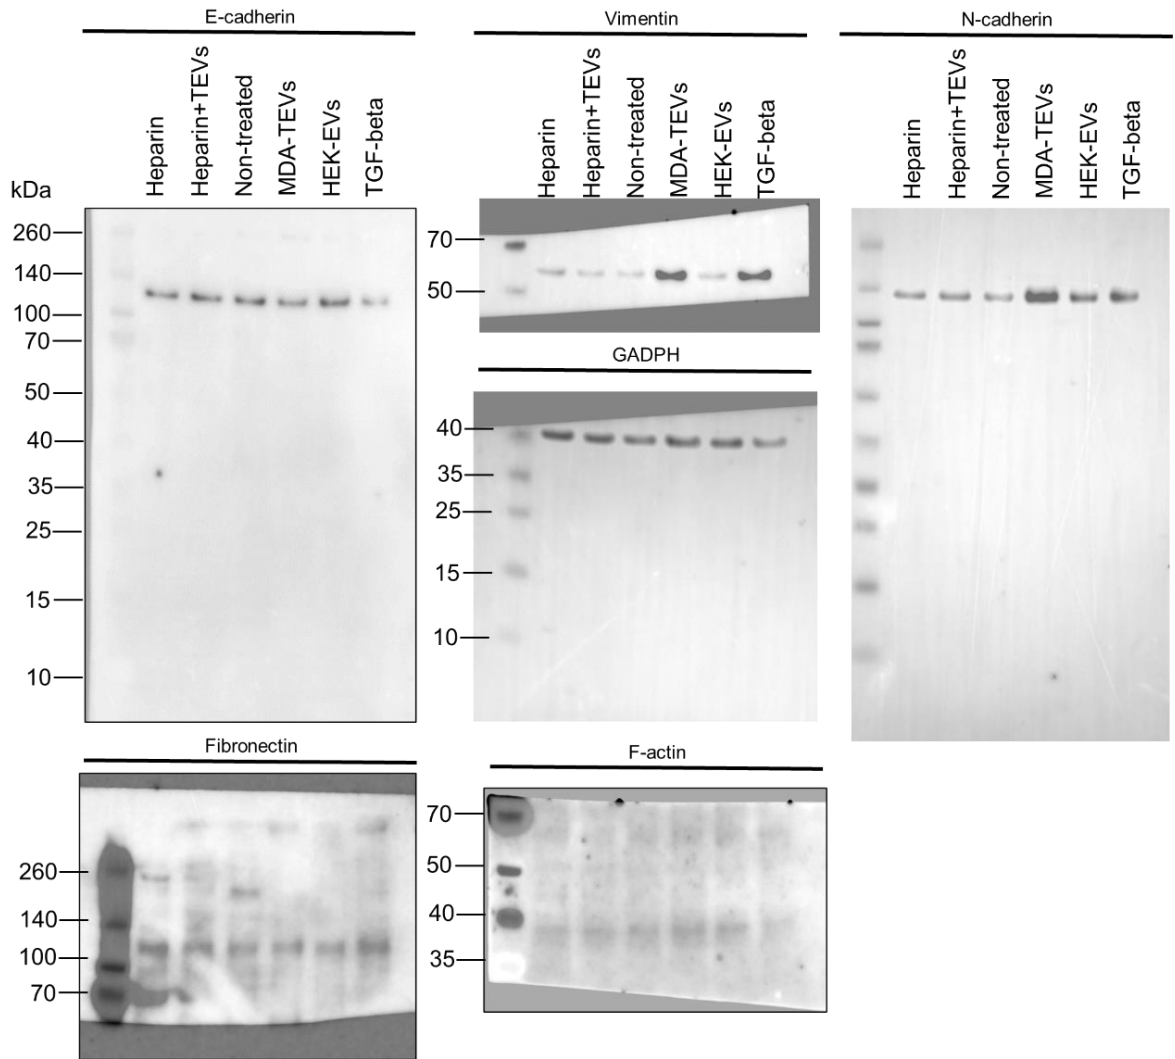 E-cadherin
Heparin
Heparin+TEVs
Non-treated
MDA-TEVs
HEK-EVs
TGF-beta
kDa
260
140
100
70
50
40
35
25
15
10
Vimentin
Heparin
Heparin+TEVs
Non-treated
MDA-TEVs
HEK-EVs
TGF-beta
70
50
GADPH
40
35
25
15
10
N-cadherin
Heparin
Heparin+TEVs
Non-treated
MDA-TEVs
HEK-EVs
TGF-beta
Fibronectin
260
140
100
70
F-actin
70
50
40
35